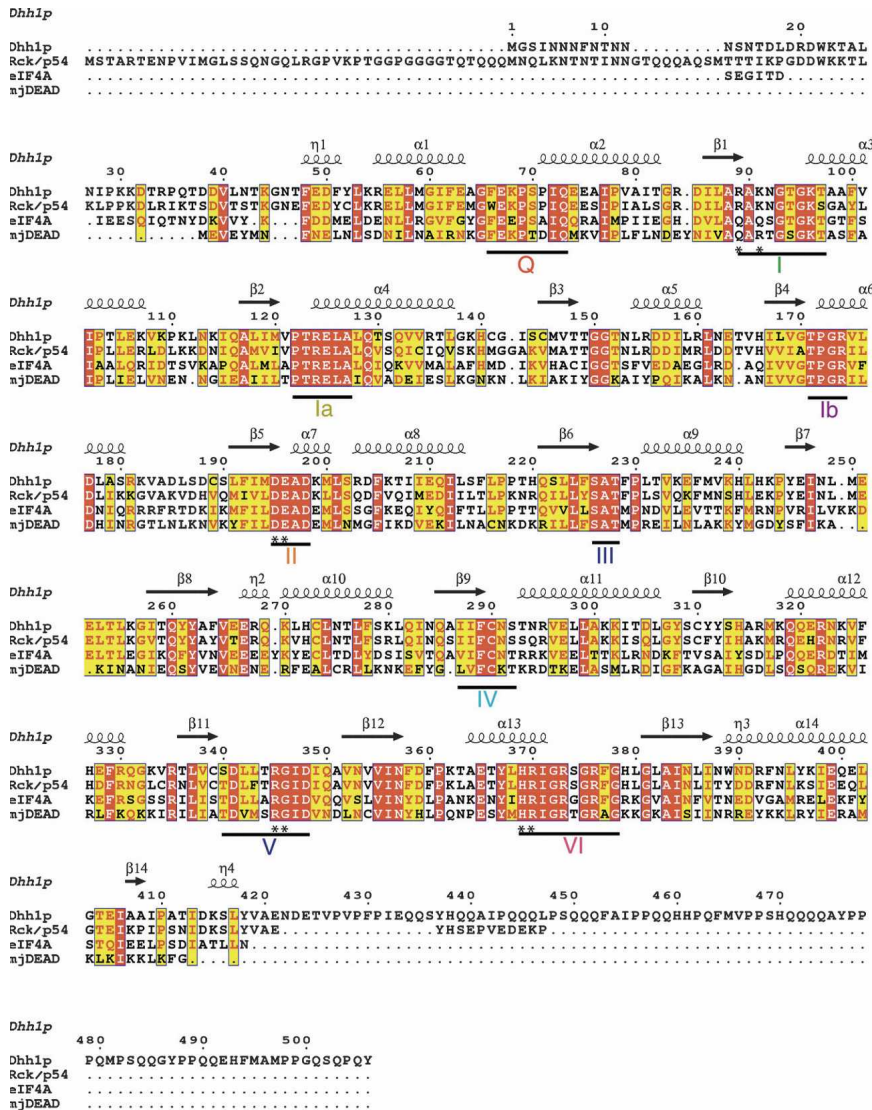 Dhh1p
1 10 20
Dhh1p ................................................MGSINNNFNTNN.........NSNTDLDRDWKTAL
Rck/p54 MSTARTENPVIMGLSSQNGQLRGPVKPTGGPGGGGTQTQQQMNQLKNTNTINNGTQQQAQSMTTTIKPGDDWKKTL
eIF4A SEGITD
mjDEAD
Dhh1p
η1 α1 α2 β1 α3
30 40 50 60 70 80 90 100
Dhh1p NIPKKDTRPQTDDVLNTKGNTFEDFYLKRELLMGIFEAGFEKPSPIQEEAIPVAITGR.DILARAKNGTGKTAAFV
Rck/p54 KLPPKDLRIKTSDVTSTKGNEFEDYCLKRELLMGIFEMGWEKPSPIQEESIPIALSGR.DILARAKNGTGKSGAYL
eIF4A .IEESQIQTNYDKVVY.K..FDDMELDENLLRGVFGYGFEEPSAIQQRAIMPIIEGH.DVLAQAQSGTGKTGTFS
mjDEAD .....MEVEYMN..FNELNLSDNILNAIRNKGFEKPTDIQMKVIPLFLNDEYNIVAQARTGSGKTASFA
* *
Q
I
Dhh1p
β2 α4 β3 α5 β4 α6
110 120 130 140 150 160 170
Dhh1p IPTLEKVKPKLNKIQALIMVPTRELALQTSQVVRTLGKHCG.ISCMVTTGGTNLRDDILRLNETVHILVGTPGRVL
Rck/p54 IPLLERLDLKKDNIQAMVIVPTRELALQVSQICIQVSKHMGGAKVMATTGGTNLRDDIMRLDDTVHVVIATPGRIL
eIF4A IAALQRIDTSVKAPQALMLAPTRELALQIQKVVMALAFHMD.IKVHACIGGTSFVEDAEGLRD.AQIVVGTPGRVF
mjDEAD IPLIELVNEN.NGIEAIILTPTRELAIQVADEIESLKGNKN.LKIAKIYGGKAIYPQIKALKN.ANIVVGTPGRIL
Ia
Ib
Dhh1p
β5 α7 α8 β6 α9 β7
180 190 200 210 220 230 240 250
Dhh1p DLASRKVADLSDCSLFIMDEADKMLSRDFKTIIEQILSFLPPTHQSLLFSATFPLTVKEFMVKHLHKPYEINLM.E
Rck/p54 DLIKKGVAKVDHVQMIVLDEADKLLSQDFVQIMEDIILTLPKNRQILLYSATFPLSVQKFMNSHLEKPYEINLM.E
eIF4A DNIQRRRFRTDKIKMFILDEADEMLSSGFKEQIYQIFTLLPPTTQVVLLSATMPNDVLEVTTKFMRNPVRILVKKD
mjDEAD DHINRGTLNLKNVKYFILDEADEMLNMGFIKDVEKILNACNKDKRILLFSATMPREILNLAKKYMGDYSFIKA..
**
II
III
Dhh1p
β8 η2 α10 β9 α11 β10 α12
260 270 280 290 300 310 320
Dhh1p ELTLKGITQYYAFVEERQ.KLHCLNTLFSKLQINQAIIFCNSTNRVELLAKKITDLGYSCYYSHARMKQQERNKVF
Rck/p54 ELTLKGVTQYYAYVTERQ.KVHCLNTLFSRLQINQSIIFCNSSQRVELLAKKISQLGYSCFYIHAKMRQEHRNRVF
eIF4A ELTLEGIKQFYVNVEEEEYKYECLTDLYDSISVTQAVIFCNTRRKVEELTTKLRNDKFTVSAIYSDLPQQERDTIM
mjDEAD .KINANIEQSYVEVNENE.RFEALCRLLKNKEFYG.LVFCKTKRDTKELASMLRDIGFKAGAIHGDLSQSQREKVI
IV
Dhh1p
β11 β12 α13 β13 η3 α14
330 340 350 360 370 380 390 400
Dhh1p HEFRQGKVRTLVCSDLLTRGIDIQAVNVVINFDFPKTAETYLHRIGRSGRFGHLGLAINLINWNDRFNLYKIEQEL
Rck/p54 HDFRNGLCRNLVCTDLFTRGIDIQAVNVVINFDFPKLAETYLHRIGRSGRFGHLGLAINLITYDDRFNLKSIEEQL
eIF4A KEFRSGSSRILISTDLLARGIDVQQVSLVINYDLPANKENYIHRIGRTGRFGRKGVAINFVTNEDVGAMRELEKFY
mjDEAD RLFKQKKIRILIATDVMSRGIDVNDLNCVINYHLPQNPESYMHRIGRTGRAGKKGKAISIINRREYKKLRYIERAM
** **
V
VI
Dhh1p
β14 η4
410 420 430 440 450 460 470
Dhh1p GTEIAAIPATIDKSLYVAENDETVPVPFPIEQQSYHQQAIPQQQLPSQQQFAIPPQQHHPQFMVPPSHQQQQAYPP
Rck/p54 GTEIKPIPSNIDKSLYVAE...............YHSEPVEDEKP
eIF4A STQIEELPSDIATLLN
mjDEAD KLKIKKLKFG
Dhh1p
480 490 500
Dhh1p PQMPSQQGYPPQQEHFMAMPPGQSQPQY
Rck/p54 ............................
eIF4A ............................
mjDEAD ............................